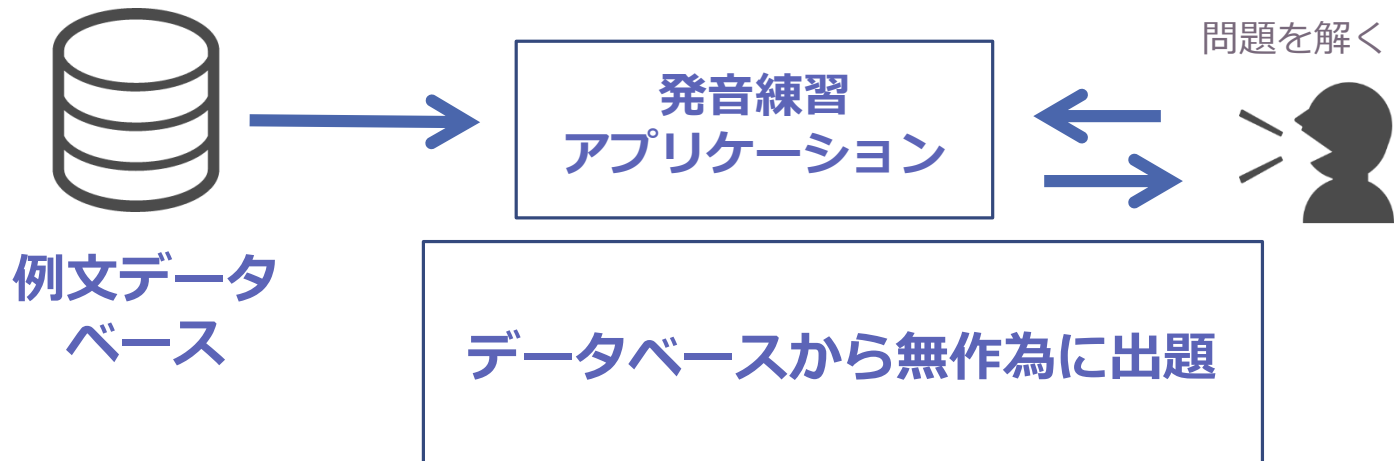 問題を解く
発音練習
アプリケーション
例文データ
ベース
データベースから無作為に出題